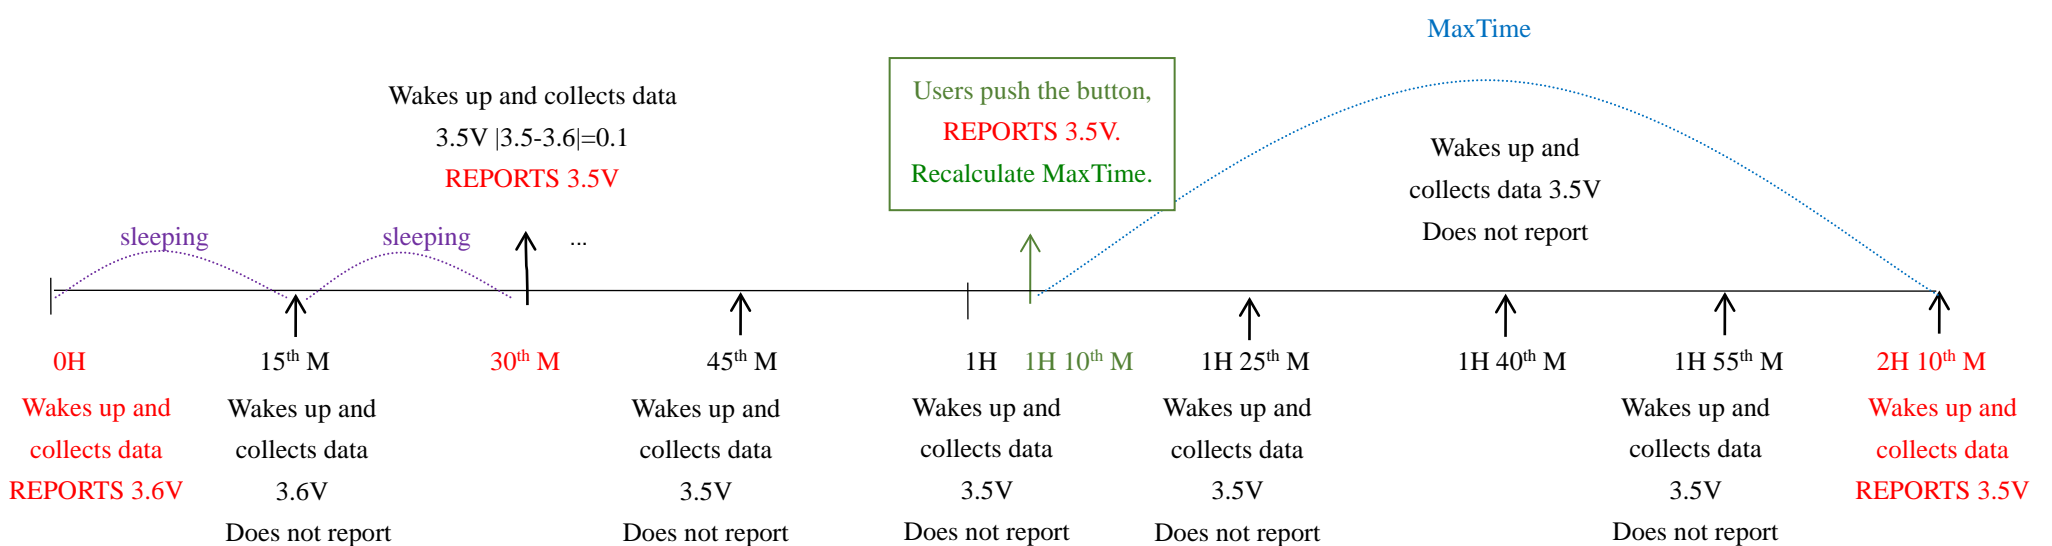 MaxTime
Wakes up and collects data
3.5V |3.5-3.6|=0.1
REPORTS 3.5V
Users push the button,
REPORTS 3.5V.
Recalculate MaxTime.
Wakes up and
collects data 3.5V
Does not report
sleeping
sleeping
...
0H
Wakes up and
collects data
REPORTS 3.6V
15th M
Wakes up and
collects data
3.6V
Does not report
30th M
45th M
Wakes up and
collects data
3.5V
Does not report
1H
Wakes up and
collects data
3.5V
Does not report
1H 10th M
1H 25th M
Wakes up and
collects data
3.5V
Does not report
1H 40th M
1H 55th M
Wakes up and
collects data
3.5V
Does not report
2H 10th M
Wakes up and
collects data
REPORTS 3.5V